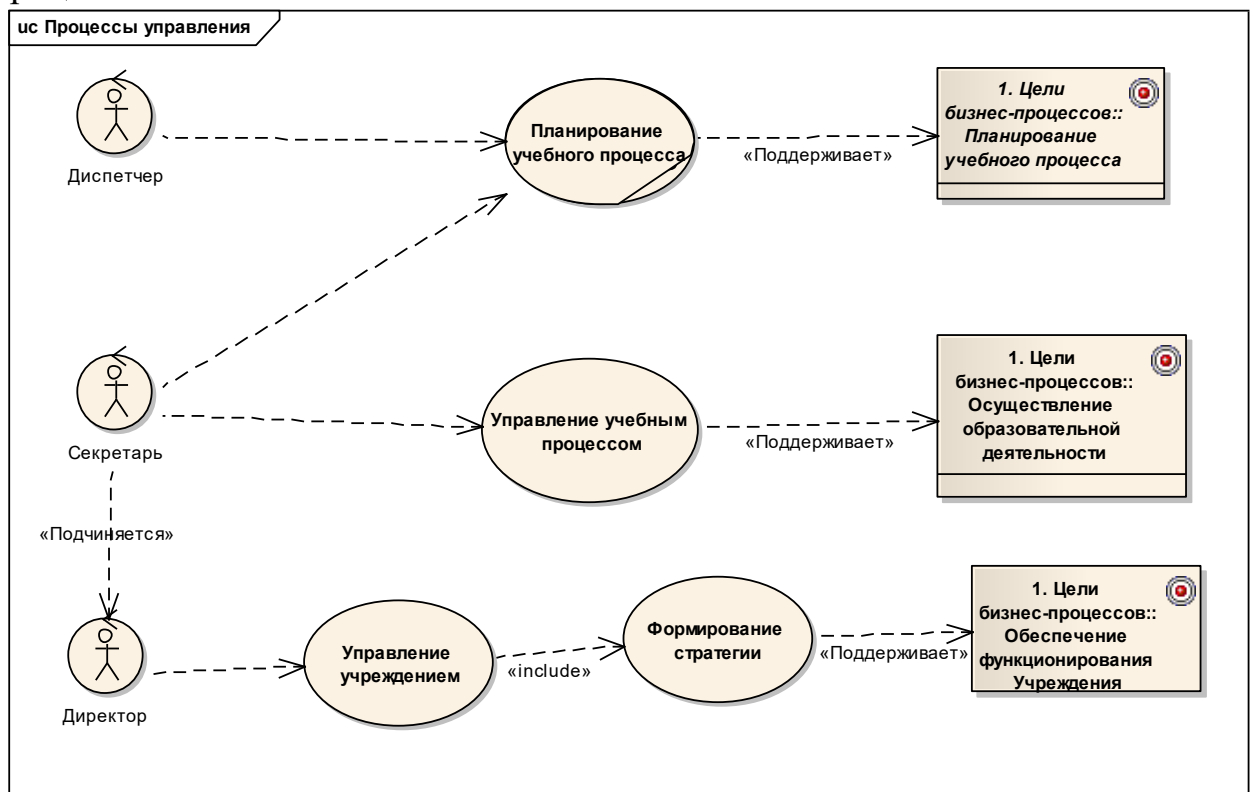 uc Процессы управления
Диспетчер
Планирование
учебного процесса
«Поддерживает»
1. Цели
бизнес-процессов::
Планирование
учебного процесса
Секретарь
Управление учебным
процессом
«Поддерживает»
1. Цели
бизнес-процессов::
Осуществление
образовательной
деятельности
«Подчиняется»
Директор
Управление
учреждением
«include»
Формирование
стратегии
«Поддерживает»
1. Цели
бизнес-процессов::
Обеспечение
функционирования
Учреждения